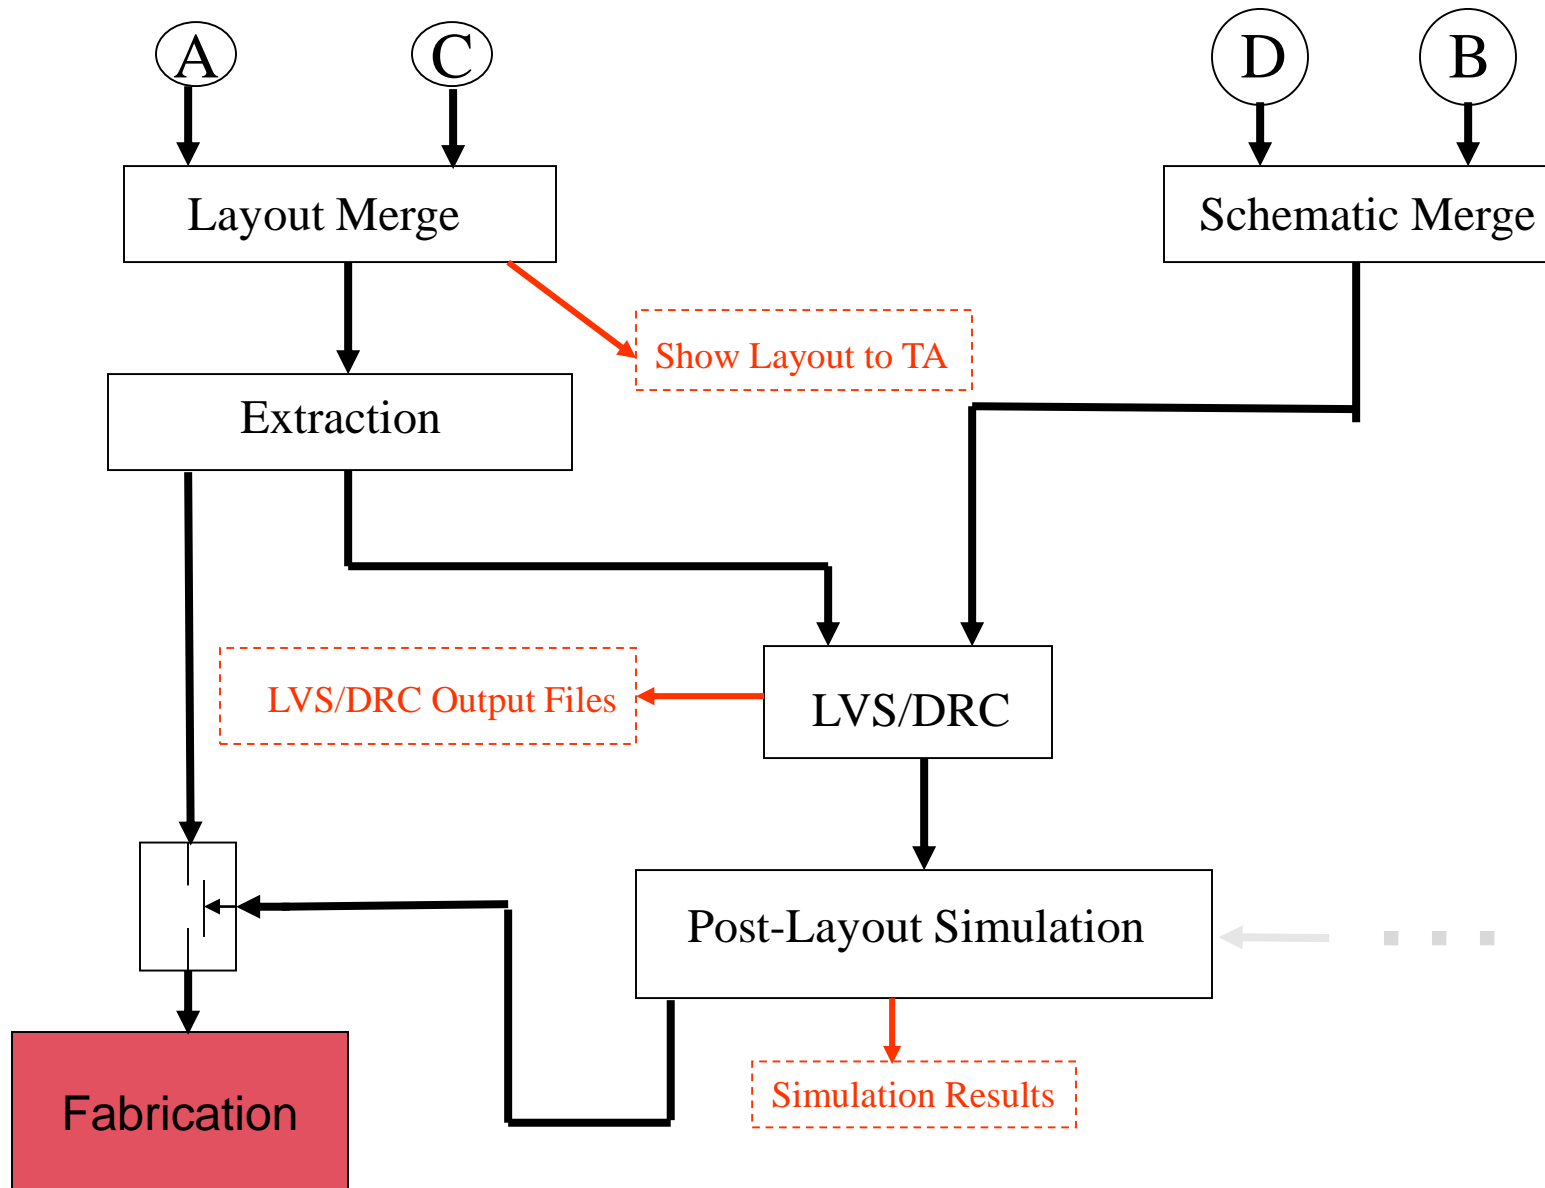 A
C
D
B
Layout Merge
Schematic Merge
Show Layout to TA
Extraction
LVS/DRC Output Files
LVS/DRC
Post-Layout Simulation
Simulation Results
Fabrication